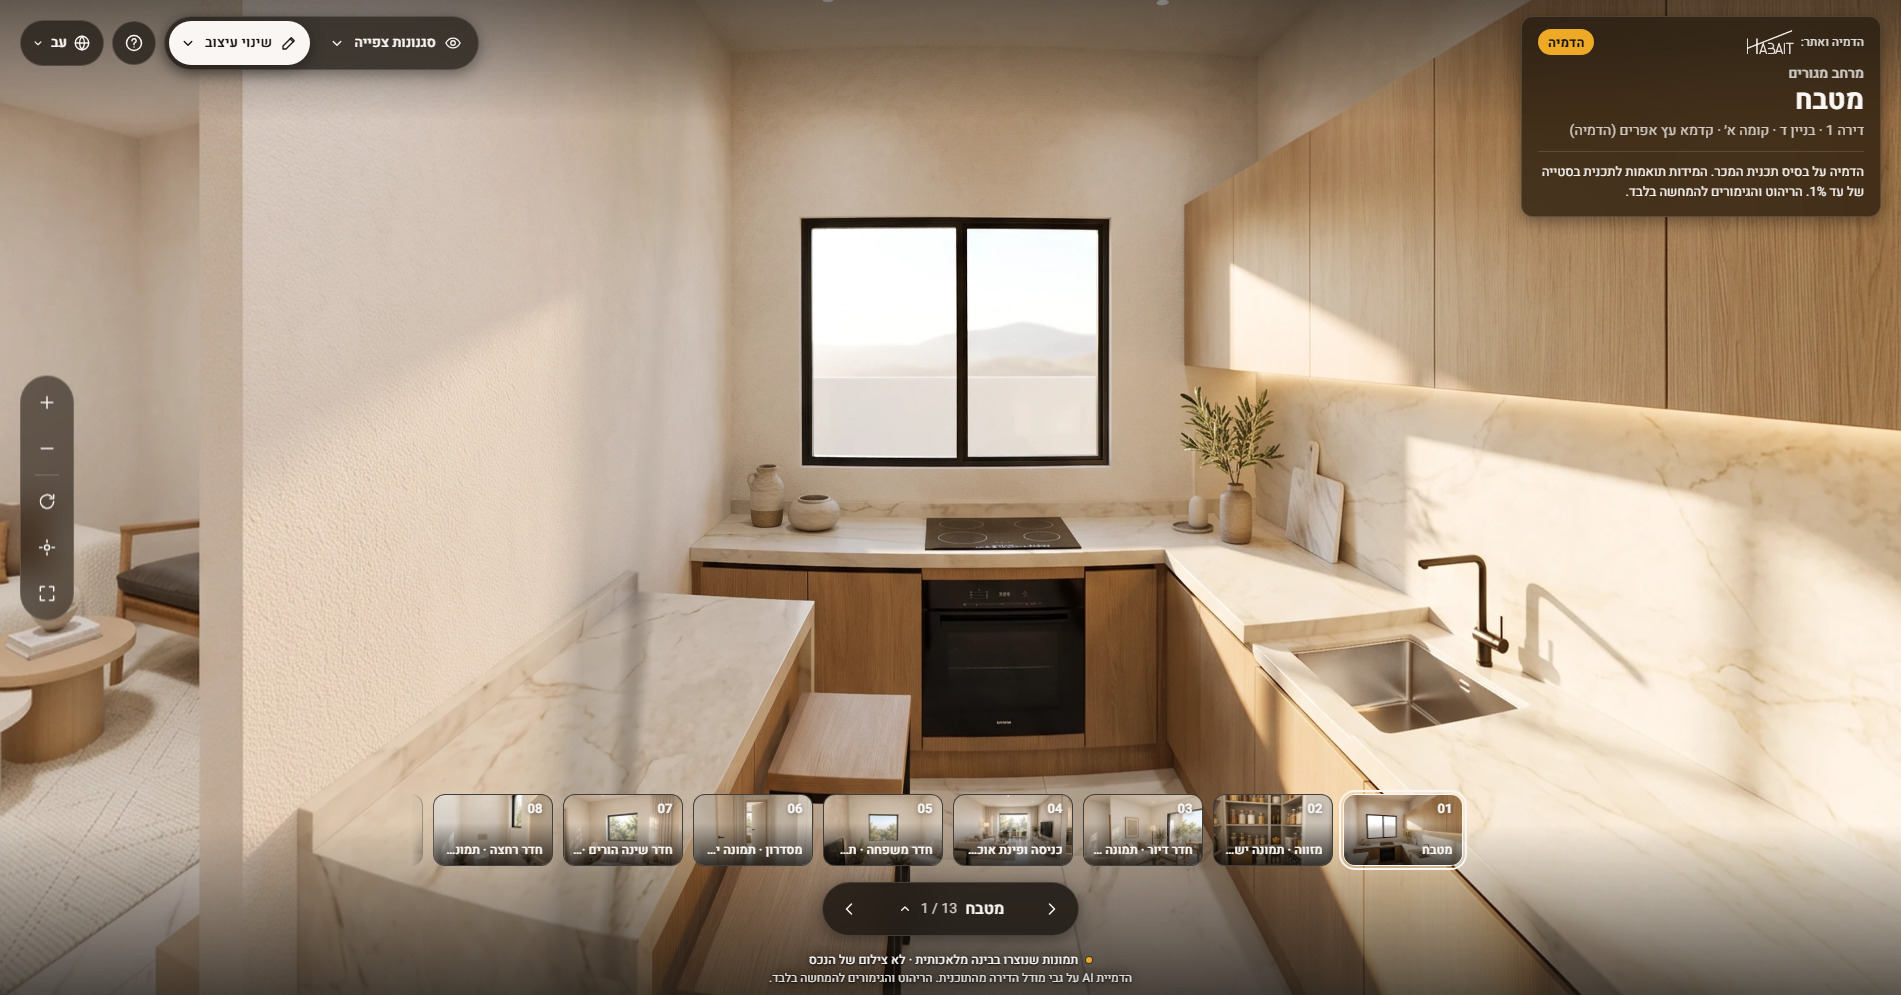 הדמיה ואתר: HABAIT
הדמיה
מרחב מגורים
מטבח
דירה 1 · בניין ד · קומה א' · קדמא עץ אפרים (הדמיה)
הדמיה על בסיס תכנית המכר. המידות תואמות לתכנית בסטייה
של עד 1%. הריהוט והגימורים להמחשה בלבד.
סגנונות צפייה
שינוי עיצוב
עב
01
מטבח
02
מזווה · תמונה יש...
03
חדר דיור · תמונה ...
04
כניסה ופינת אוכ...
05
חדר משפחה · ת...
06
מסדרון · תמונה י...
07
חדר שינה הורים ·...
08
חדר רחצה · תמונ...
מטבח 1 / 13
תמונות שנוצרו בבינה מלאכותית · לא צילום של הנכס
הדמיית AI על גבי מודל הדירה מהתוכנית. הריהוט והגימורים להמחשה בלבד.